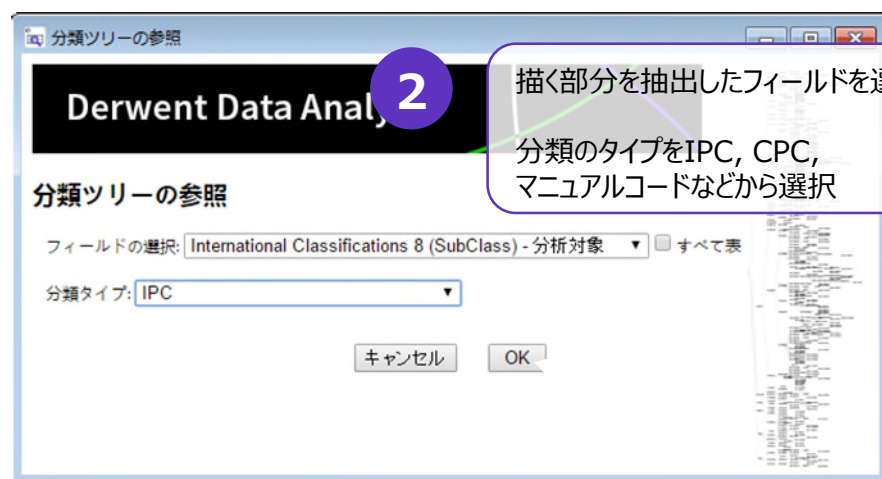 分類ツリーの参照
Derwent Data Analy
2
描く部分を抽出したフィールドを選
分類のタイプをIPC, CPC,
マニュアルコードなどから選択
分類ツリーの参照
フィールドの選択: International Classifications 8 (SubClass) - 分析対象 すべて表
分類タイプ: IPC
キャンセル OK